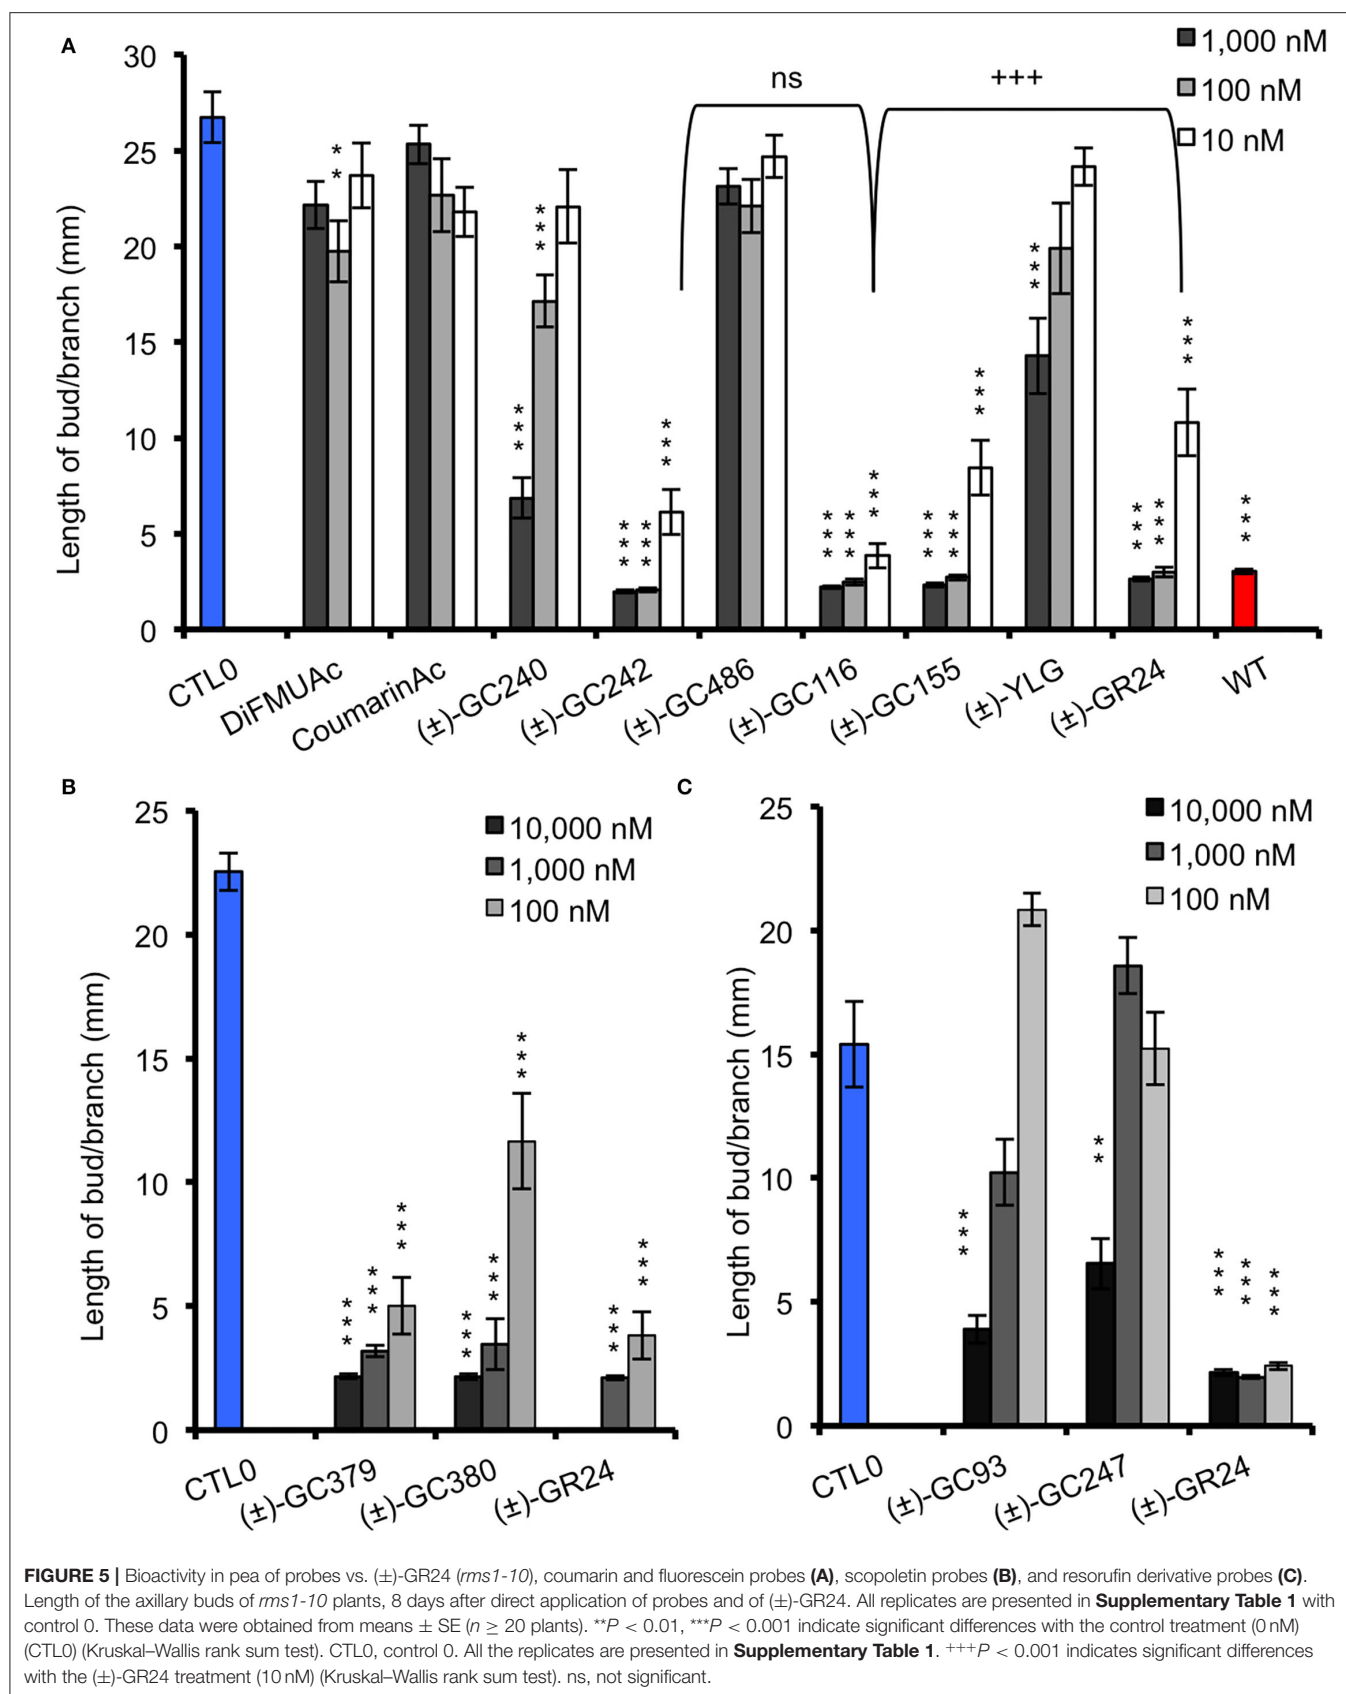 A
1,000 nM
100 nM
10 nM
ns
+++
30
25
20
15
10
5
0
Length of bud/branch (mm)
** *** *** *** *** *** *** *** *** *** *** *** *** *** *** *** *** ***
CTL0
DiFMUAc
CoumarinAc
(±)-GC240
(±)-GC242
(±)-GC486
(±)-GC116
(±)-GC155
(±)-YLG
(±)-GR24
WT
B
10,000 nM
1,000 nM
100 nM
25
20
15
10
5
0
Length of bud/branch (mm)
*** *** *** *** *** *** *** ***
CTL0
(±)-GC379
(±)-GC380
(±)-GR24
C
10,000 nM
1,000 nM
100 nM
25
20
15
10
5
0
Length of bud/branch (mm)
*** ** *** *** ***
CTL0
(±)-GC93
(±)-GC247
(±)-GR24
FIGURE 5 | Bioactivity in pea of probes vs. (±)-GR24 (rms1-10), coumarin and fluorescein probes (A), scopoletin probes (B), and resorufin derivative probes (C).
Length of the axillary buds of rms1-10 plants, 8 days after direct application of probes and of (±)-GR24. All replicates are presented in Supplementary Table 1 with
control 0. These data were obtained from means ± SE (n ≥ 20 plants). **P < 0.01, ***P < 0.001 indicate significant differences with the control treatment (0 nM)
(CTL0) (Kruskal–Wallis rank sum test). CTL0, control 0. All the replicates are presented in Supplementary Table 1. +++P < 0.001 indicates significant differences
with the (±)-GR24 treatment (10 nM) (Kruskal–Wallis rank sum test). ns, not significant.